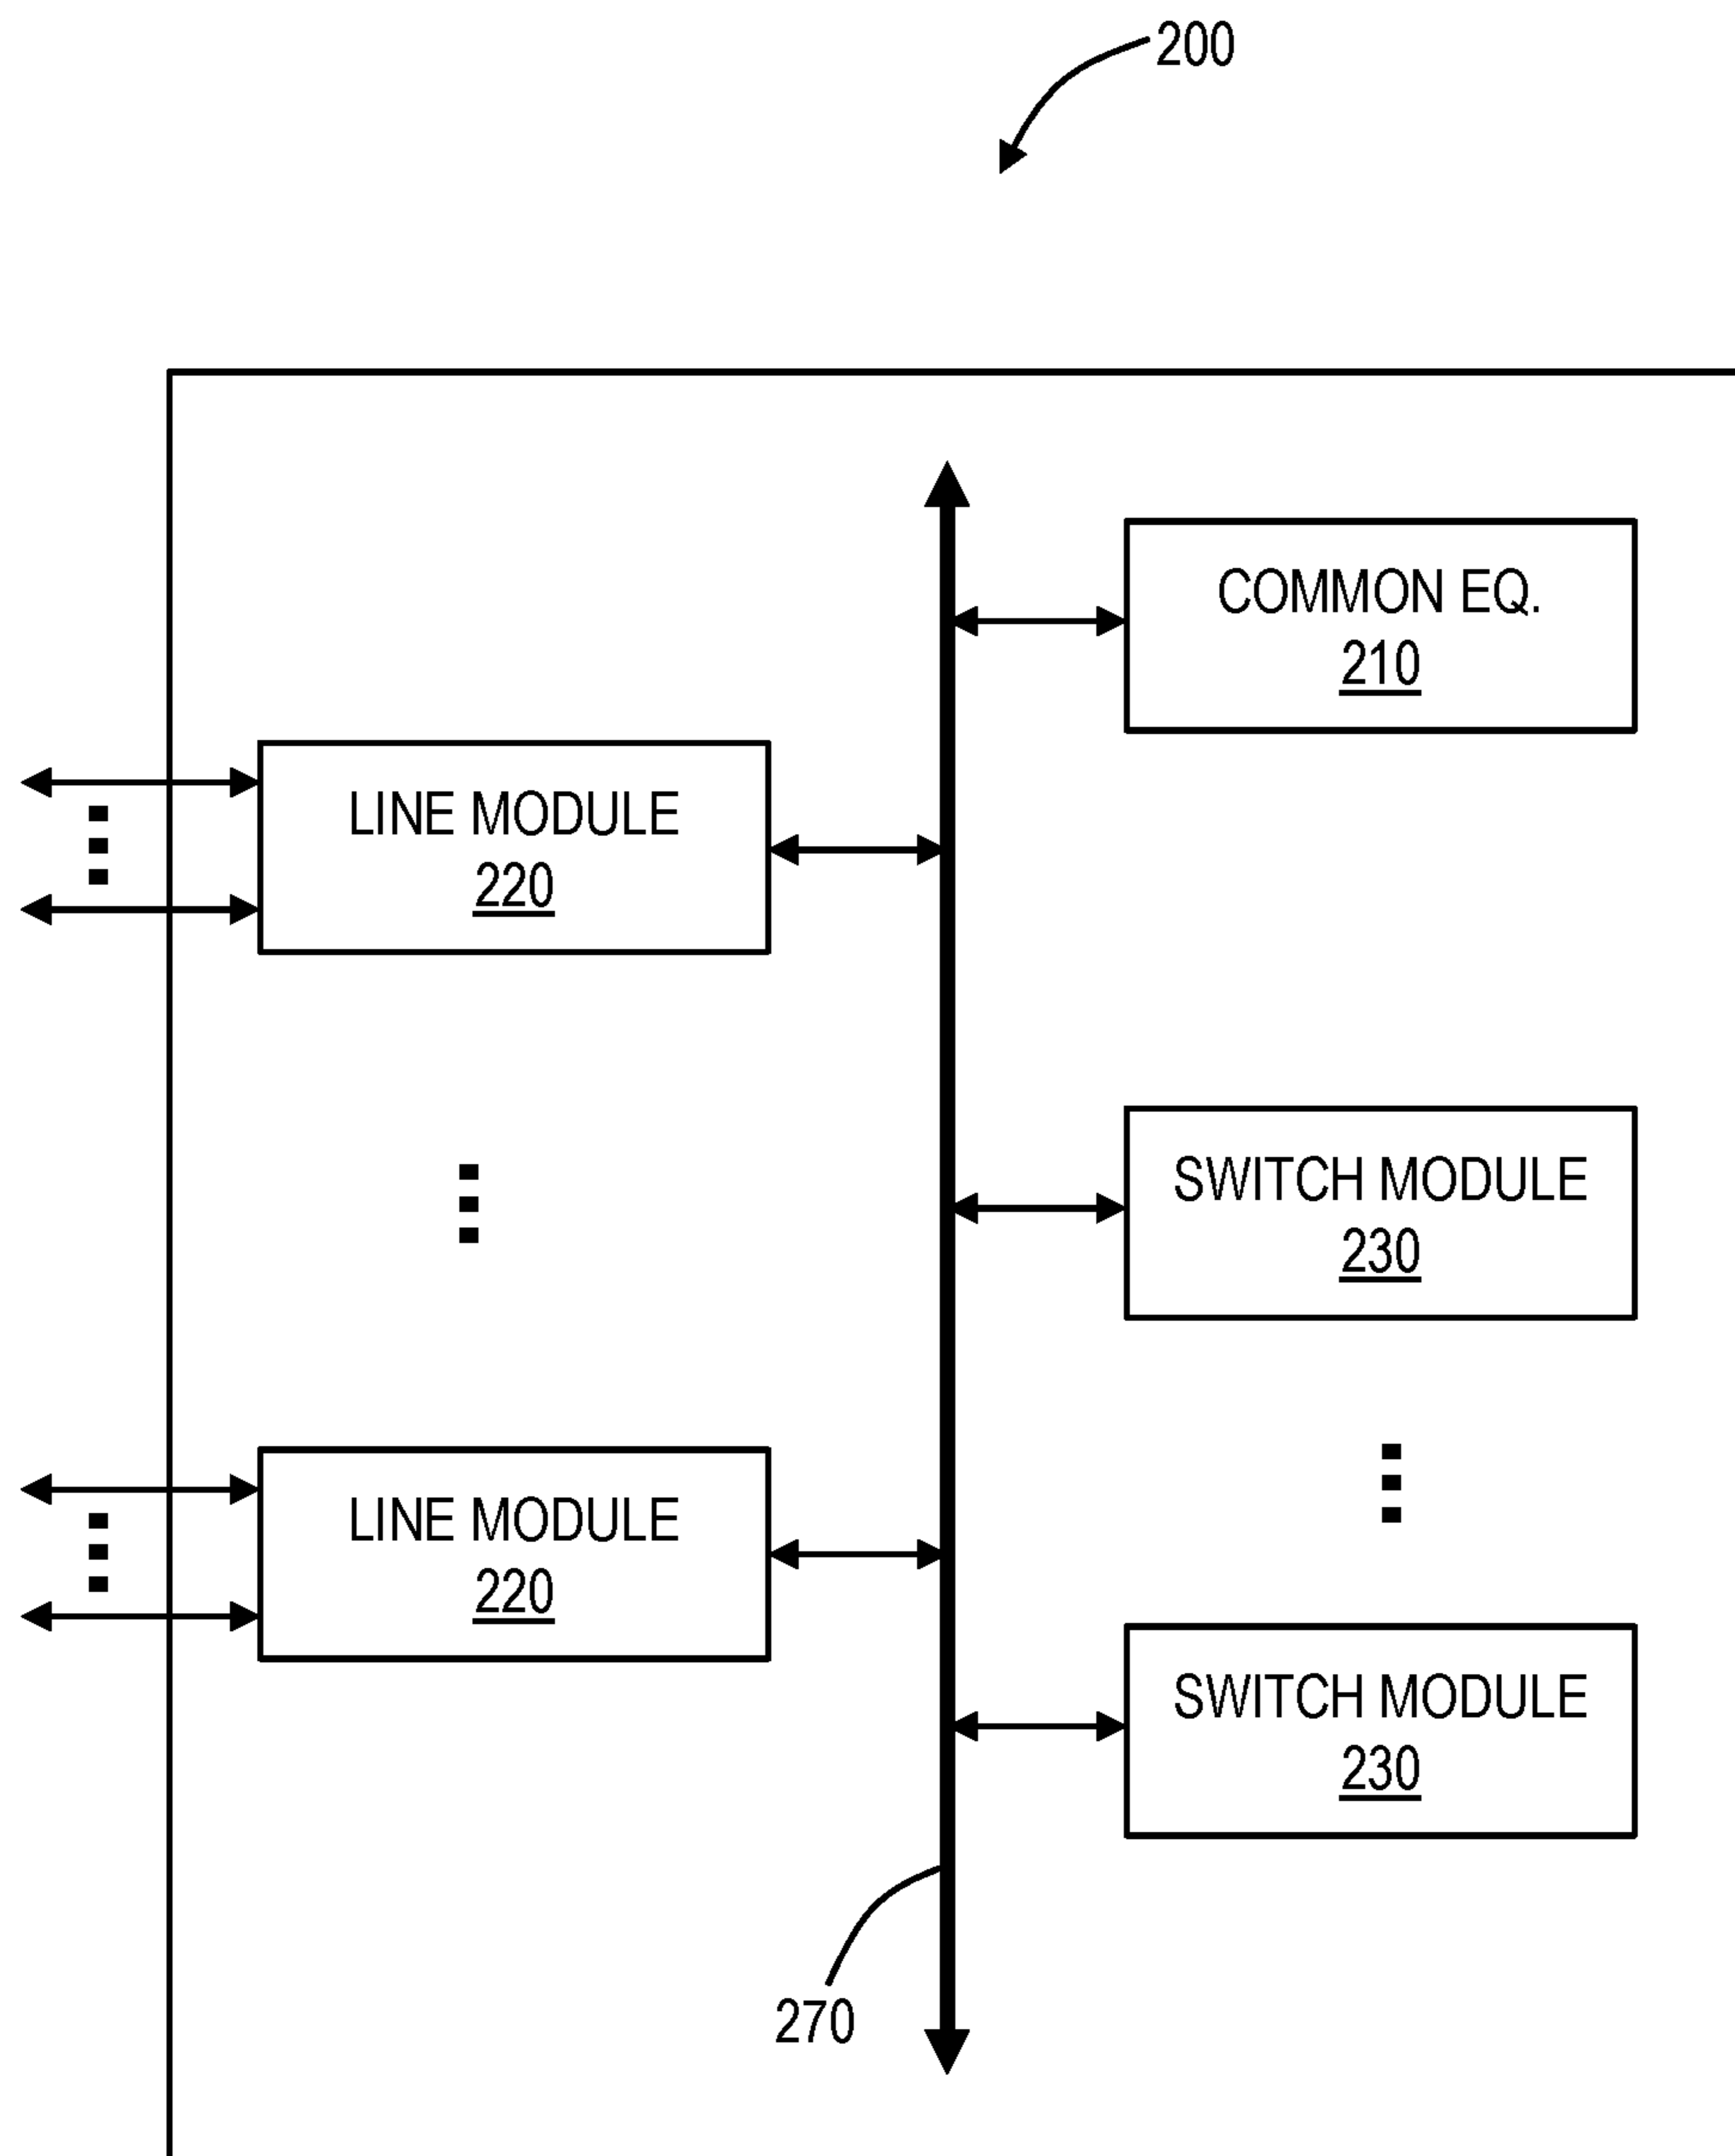 200
COMMON EQ.
210
LINE MODULE
220
SWITCH MODULE
230
LINE MODULE
220
SWITCH MODULE
230
270